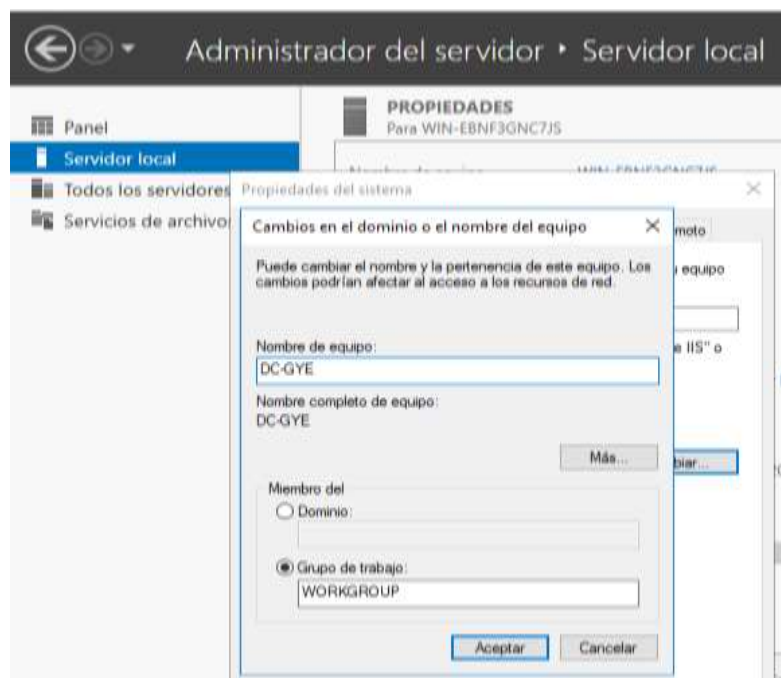 Administrador del servidor ‣ Servidor local
Panel
Servidor local
Todos los servidores
Servicios de archivo
PROPIEDADES
Para WIN-EBNF3GNC7JS
Propiedades del sistema
Cambios en el dominio o el nombre del equipo
Puede cambiar el nombre y la pertenencia de este equipo. Los
cambios podrían afectar al acceso a los recursos de red.
Nombre de equipo:
DC-GYE
Nombre completo de equipo:
DC-GYE
Más...
Miembro del
Dominio:
Grupo de trabajo:
WORKGROUP
Aceptar
Cancelar
moto
equipo
e IIS" o
biar...